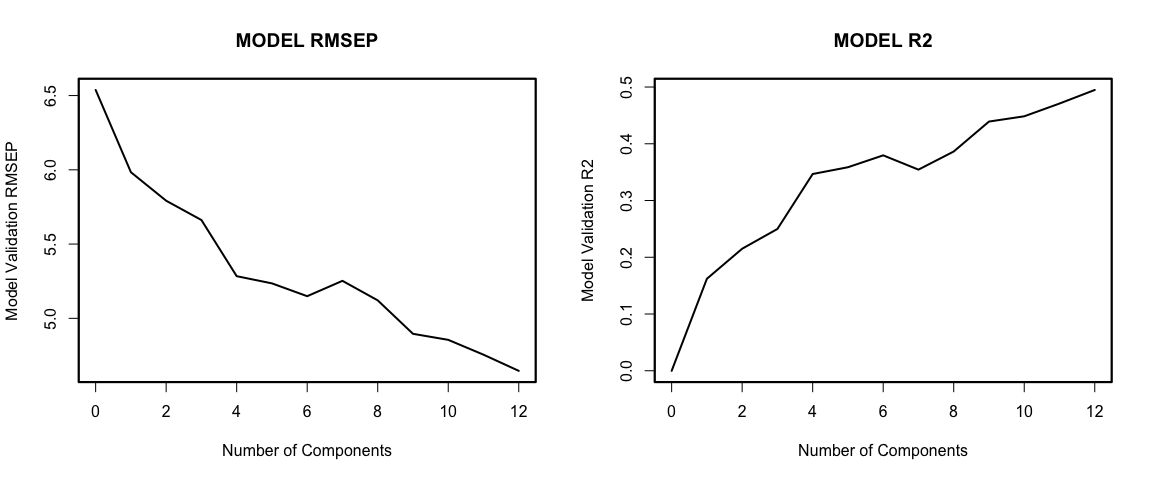 MODEL RMSEP
Model Validation RMSEP
6.5
6.0
5.5
5.0
0 2 4 6 8 10 12
Number of Components
MODEL R2
Model Validation R2
0.5
0.4
0.3
0.2
0.1
0.0
0 2 4 6 8 10 12
Number of Components